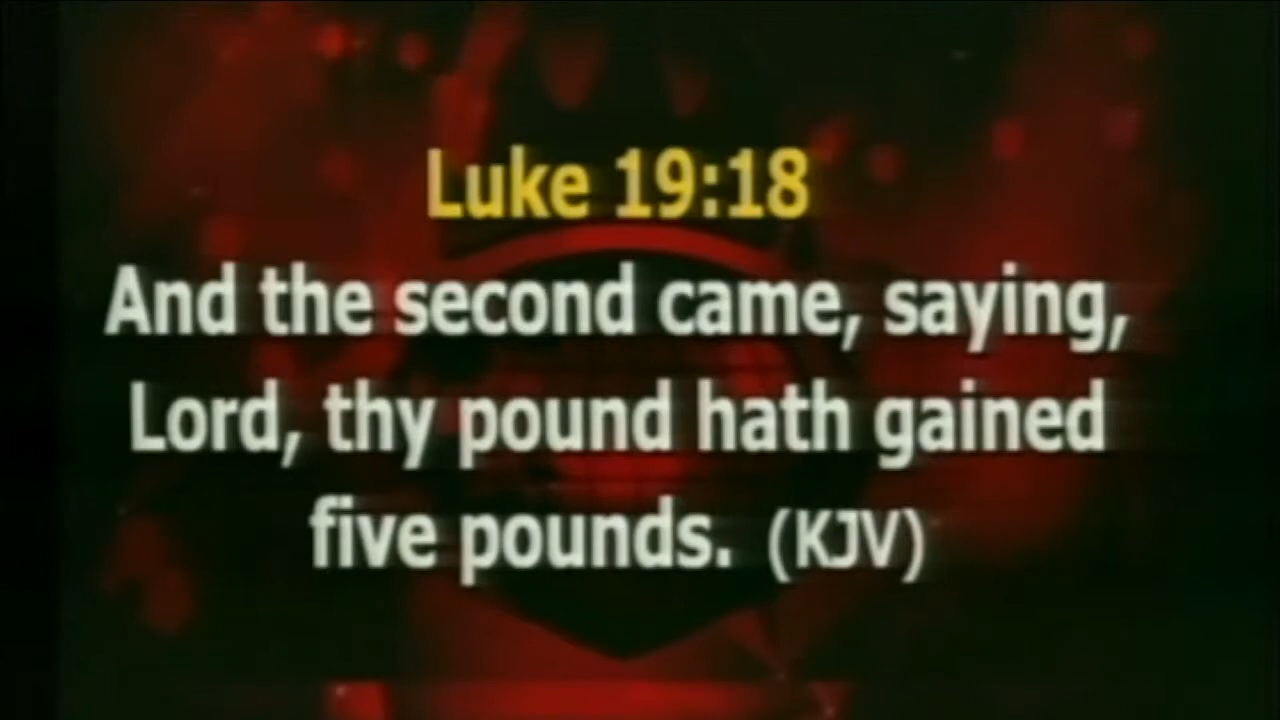 Luke 19:18
And the second came, saying,
Lord, thy pound hath gained
five pounds. (KJV)